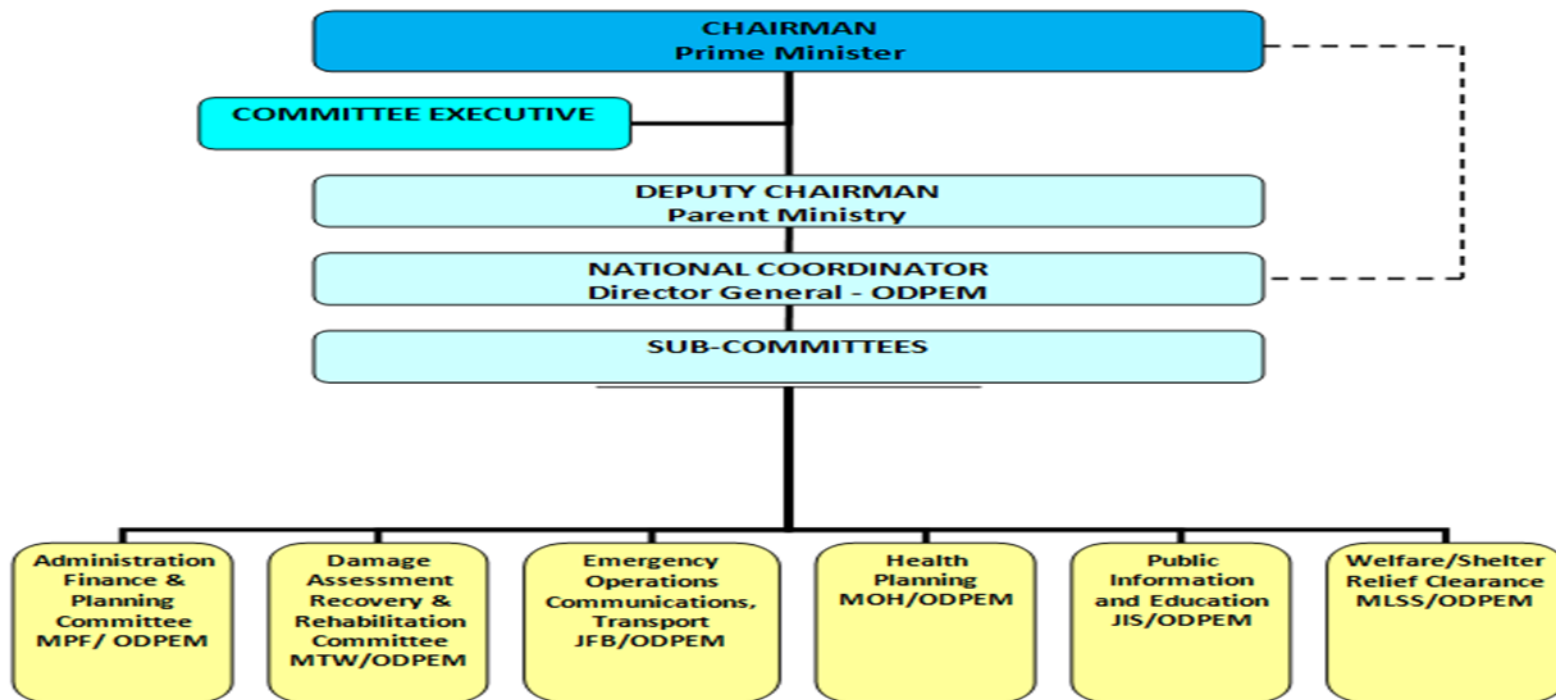 CHAIRMAN
Prime Minister
COMMITTEE EXECUTIVE
DEPUTY CHAIRMAN
Parent Ministry
NATIONAL COORDINATOR
Director General - ODPEM
SUB-COMMITTEES
Administration
Finance &
Planning
Committee
MPF/ ODPEM
Damage
Assessment
Recovery &
Rehabilitation
Committee
MTW/ODPEM
Emergency
Operations
Communications,
Transport
JFB/ODPEM
Health
Planning
MOH/ODPEM
Public
Information
and Education
JIS/ODPEM
Welfare/Shelter
Relief Clearance
MLSS/ODPEM